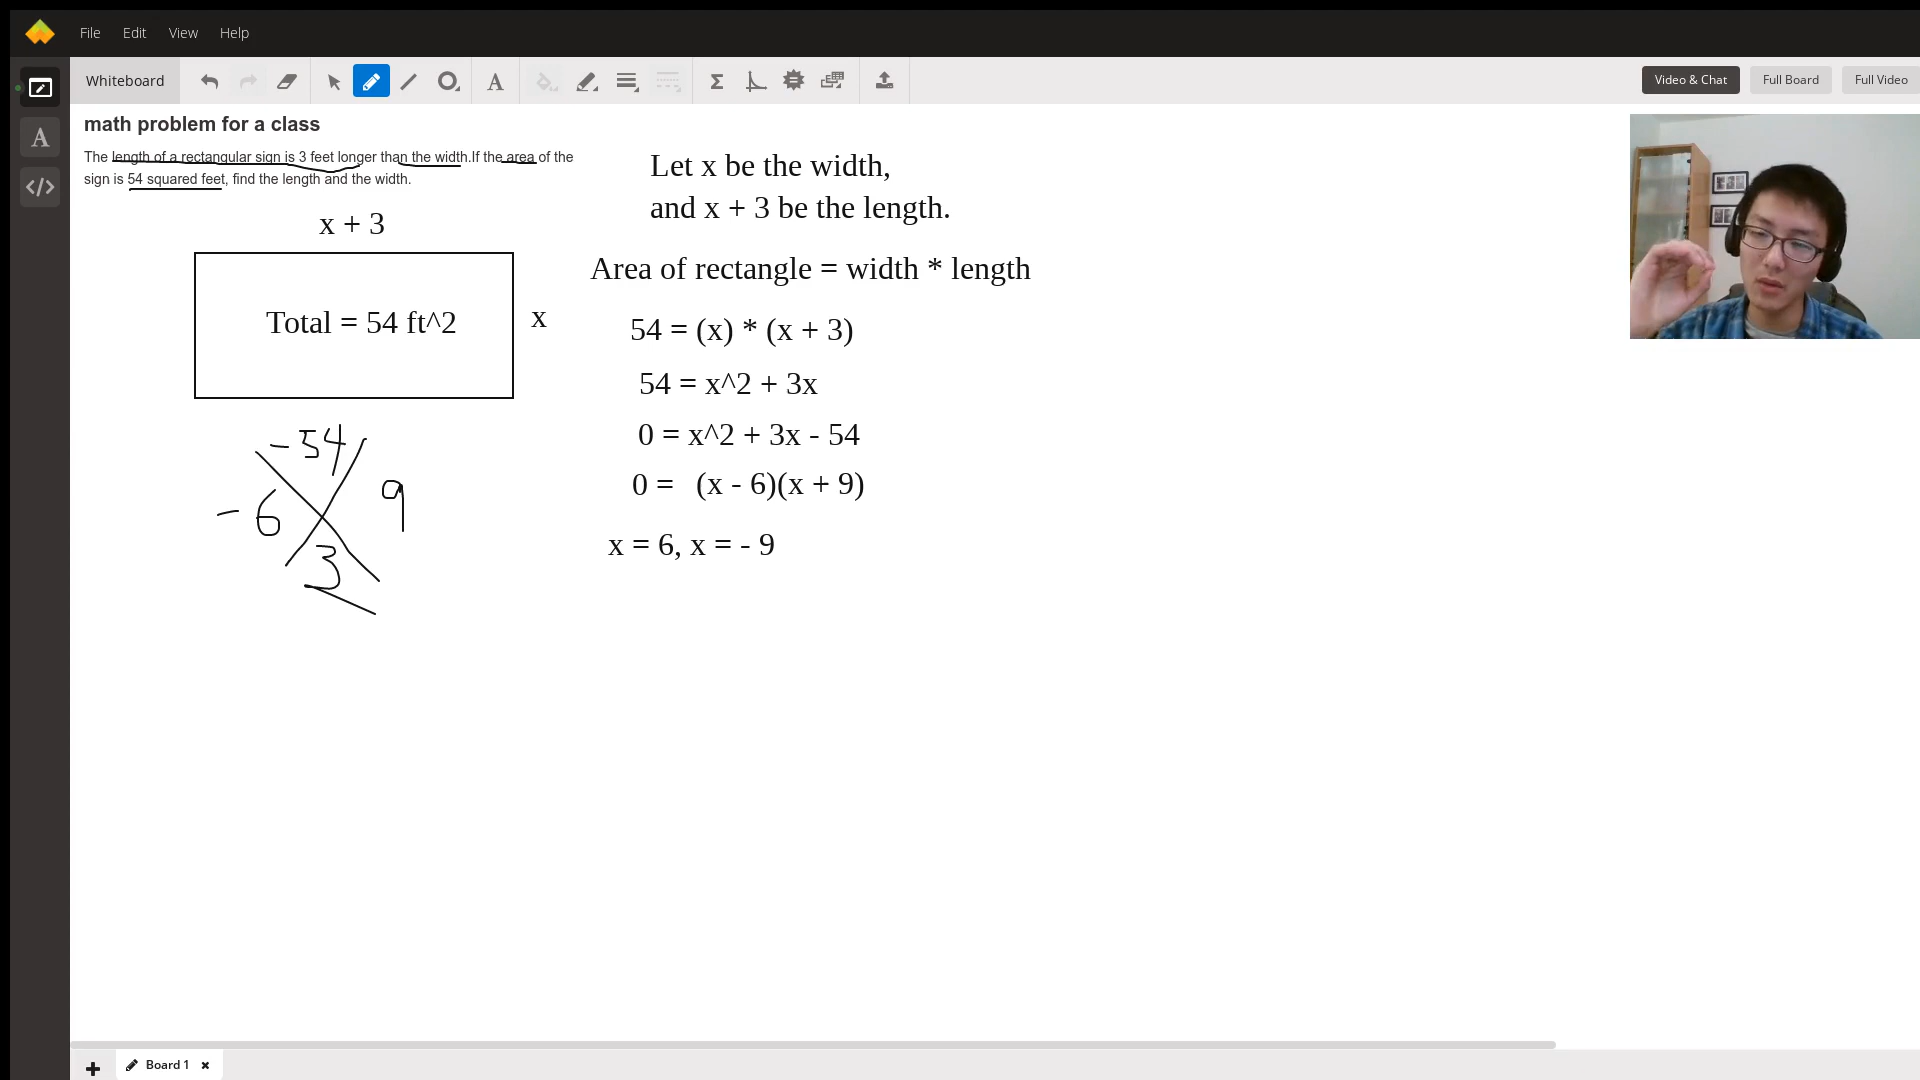 File Edit View Help
Whiteboard
A
Σ
Video & Chat Full Board Full Video
A
</>
math problem for a class
The length of a rectangular sign is 3 feet longer than the width.If the area of the
sign is 54 squared feet, find the length and the width.
x + 3
Total = 54 ft^2
x
-54
-6 9
3
Let x be the width,
and x + 3 be the length.
Area of rectangle = width * length
54 = (x) * (x + 3)
54 = x^2 + 3x
0 = x^2 + 3x - 54
0 = (x - 6)(x + 9)
x = 6, x = - 9
Board 1